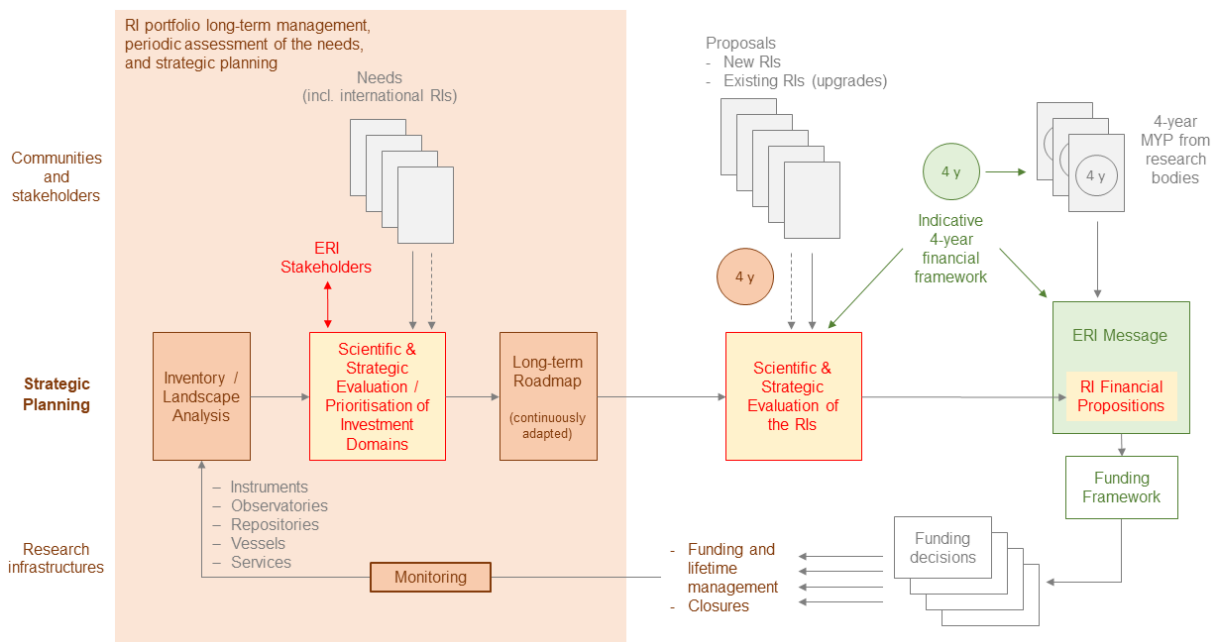 RI portfolio long-term management,
periodic assessment of the needs,
and strategic planning
Needs
(incl. international RIs)
Proposals
- New RIs
- Existing RIs (upgrades)
Communities
and
stakeholders
4 y
4 y
4-year
MYP from
research
bodies
Indicative
4-year
financial
framework
ERI
Stakeholders
4 y
Strategic
Planning
Inventory /
Landscape
Analysis
Scientific &
Strategic
Evaluation /
Prioritisation of
Investment
Domains
Long-term
Roadmap
(continuously
adapted)
Scientific &
Strategic
Evaluation of
the RIs
ERI Message
RI Financial
Propositions
Funding
Framework
– Instruments
– Observatories
– Repositories
– Vessels
– Services
Research
infrastructures
Monitoring
- Funding and
lifetime
management
- Closures
Funding
decisions